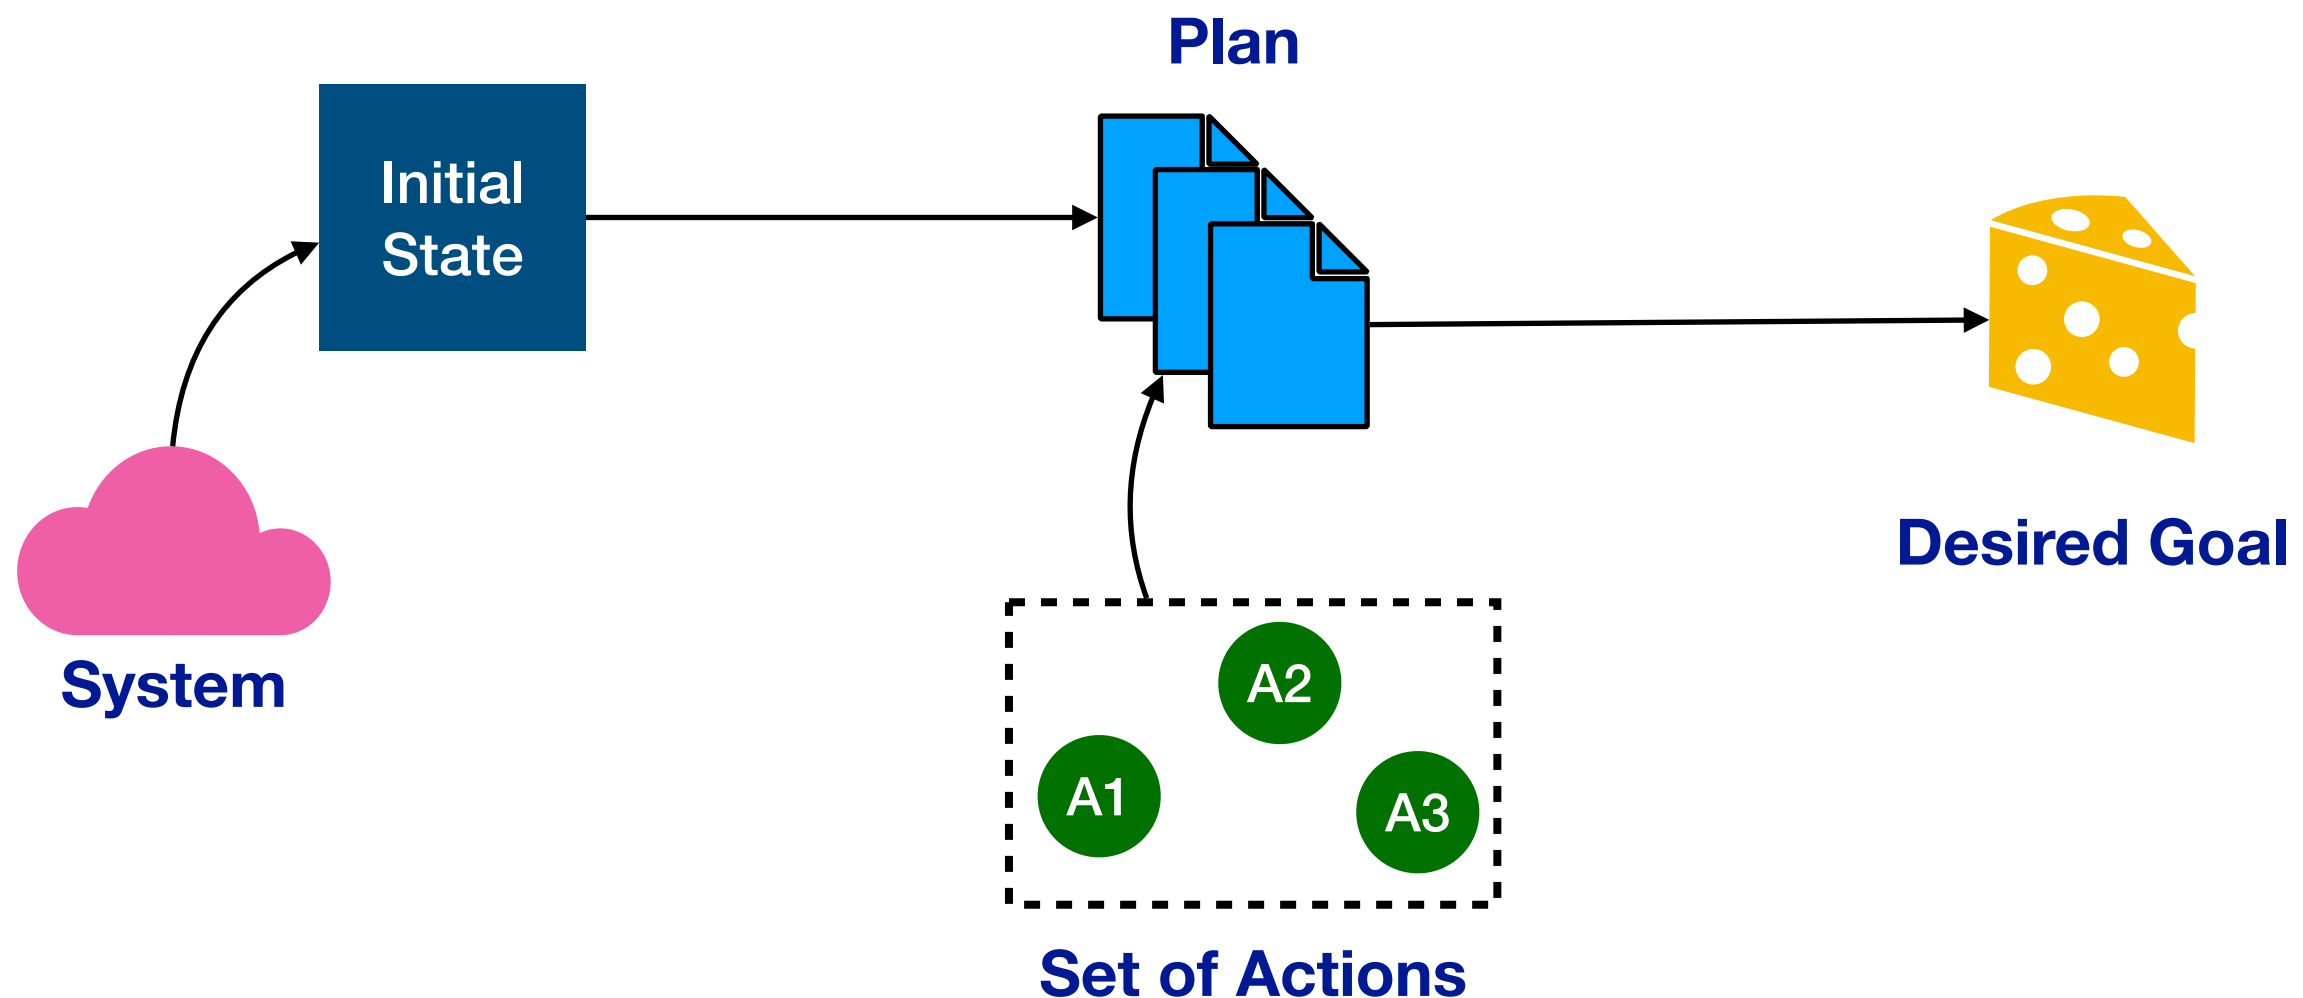 Plan
Initial
State
Desired Goal
System
A2
A1
A3
Set of Actions